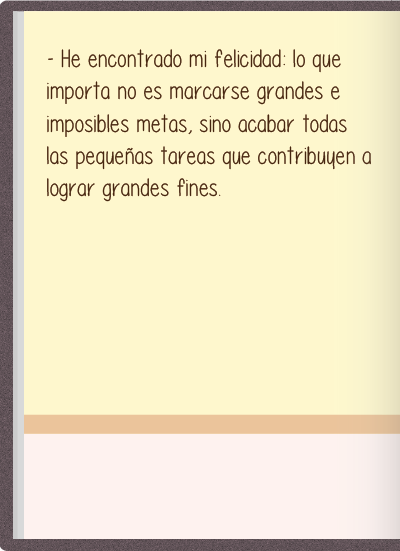 - He encontrado mi felicidad: lo que
importa no es marcarse grandes e
imposibles metas, sino acabar todas
las pequeñas tareas que contribuyen a
lograr grandes fines.